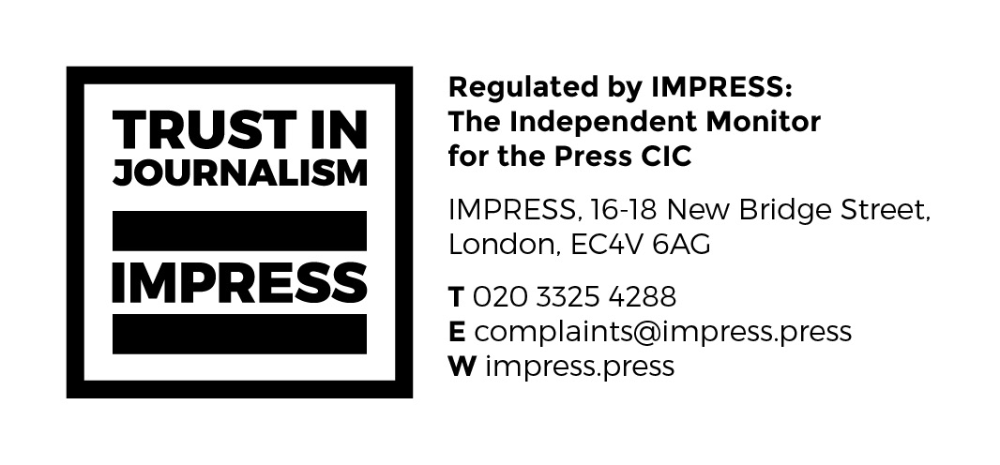 TRUST IN
JOURNALISM
IMPRESS
Regulated by IMPRESS:
The Independent Monitor
for the Press CIC
IMPRESS, 16-18 New Bridge Street,
London, EC4V 6AG
T 020 3325 4288
E complaints@impress.press
W impress.press